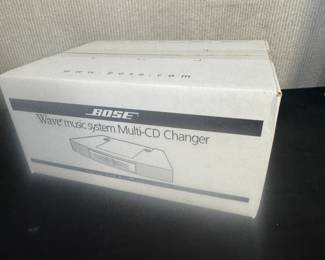 www.bose.com
BOSE
Wave® music system Multi-CD Changer